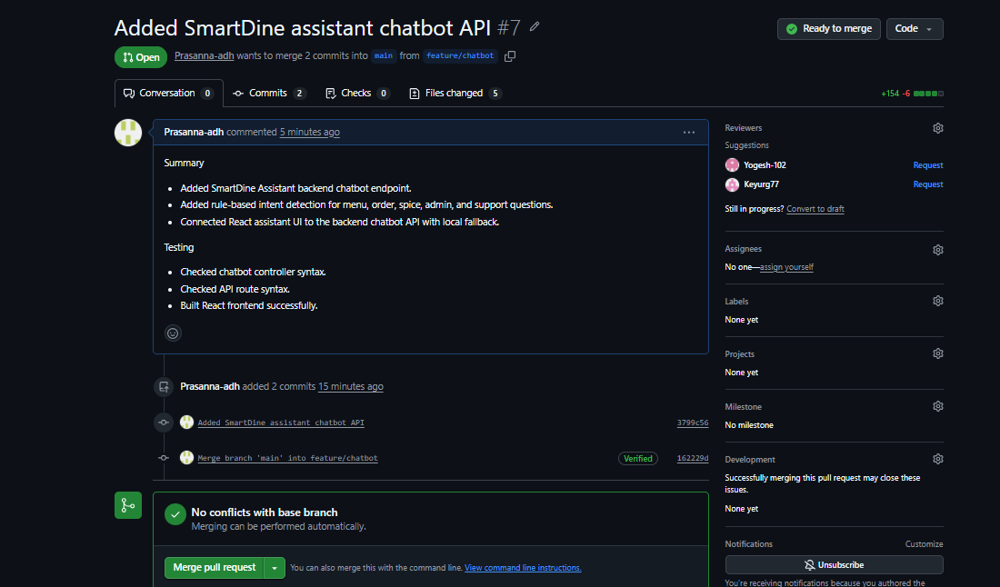 Added SmartDine assistant chatbot API #7
Ready to merge
Code
Open
Prasanna-adh wants to merge 2 commits into main from feature/chatbot
Conversation 0
Commits 2
Checks 0
Files changed 5
+154 -6
Prasanna-adh commented 5 minutes ago
Summary
Added SmartDine Assistant backend chatbot endpoint.
Added rule-based intent detection for menu, order, spice, admin, and support questions.
Connected React assistant UI to the backend chatbot API with local fallback.
Testing
Checked chatbot controller syntax.
Checked API route syntax.
Built React frontend successfully.
Prasanna-adh added 2 commits 15 minutes ago
Added SmartDine assistant chatbot API 3799c56
Merge branch 'main' into feature/chatbot Verified 162229d
No conflicts with base branch
Merging can be performed automatically.
Merge pull request
You can also merge this with the command line. View command line instructions.
Reviewers
Suggestions
Yogesh-102 Request
Keyurg77 Request
Still in progress? Convert to draft
Assignees
No one—assign yourself
Labels
None yet
Projects
None yet
Milestone
No milestone
Development
Successfully merging this pull request may close these
issues.
None yet
Notifications Customize
Unsubscribe
You're receiving notifications because you authored the